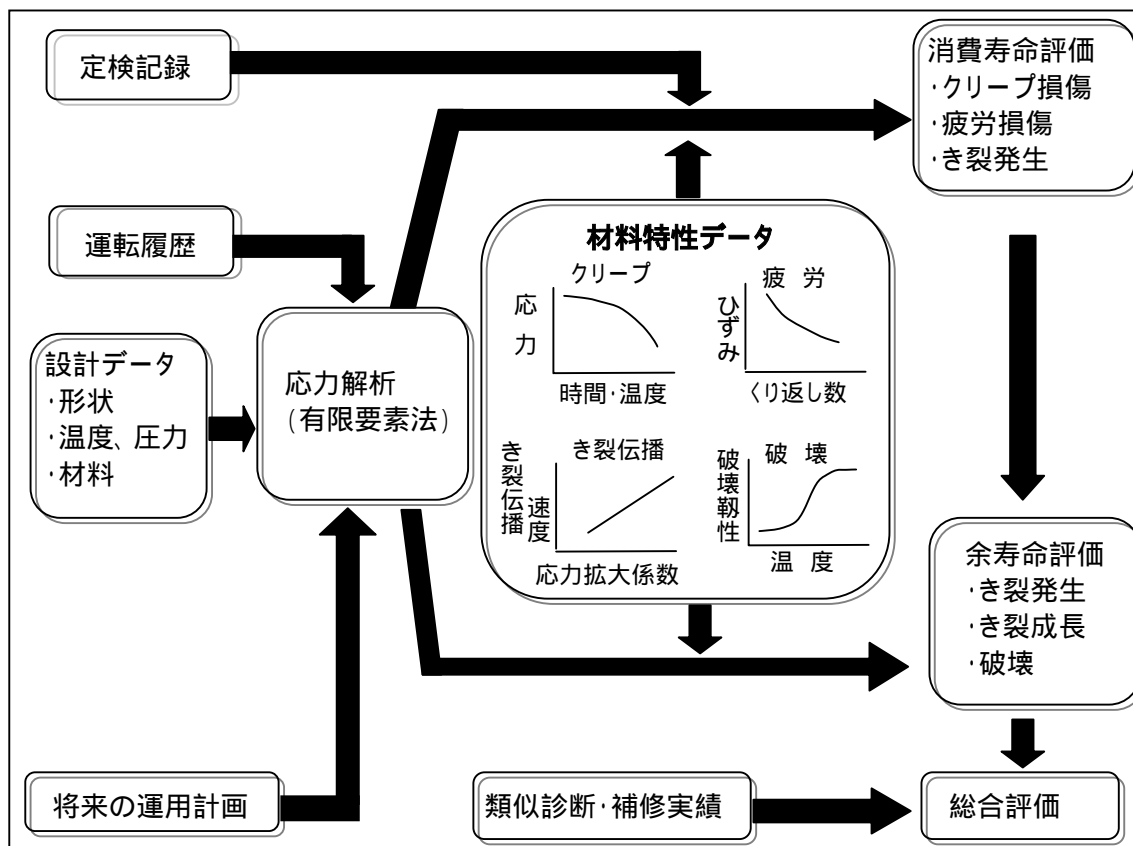 定検記録
消費寿命評価
･クリープ損傷
･疲労損傷
･き裂発生
運転履歴
設計データ
･形状
･温度、圧力
･材料
応力解析
(有限要素法)
材料特性データ
クリープ
応力
時間･温度
疲 労
ひずみ
くり返し数
き裂伝播
き裂伝播
速度
応力拡大係数
破 壊
破壊靱性
温 度
余寿命評価
･き裂発生
･き裂成長
･破壊
将来の運用計画
類似診断･補修実績
総合評価